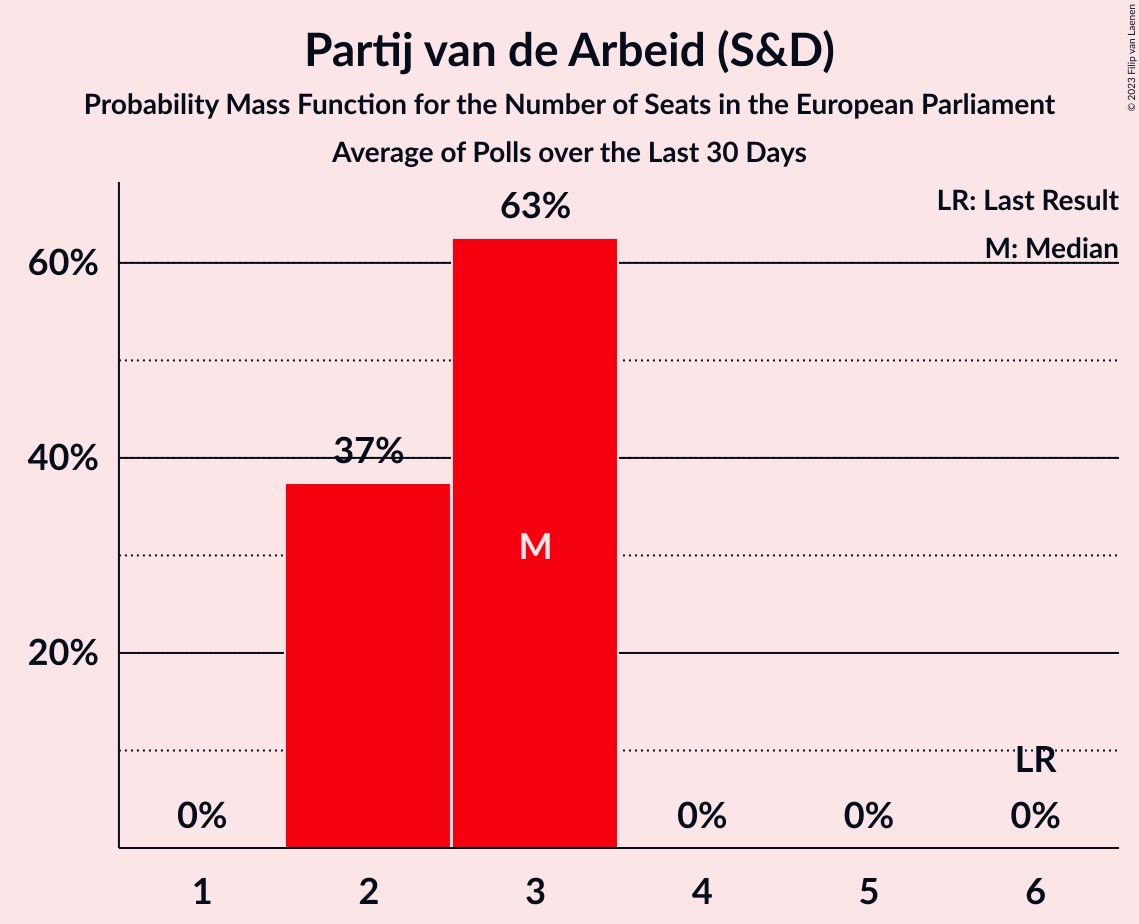 Partij van de Arbeid (S&D)
Probability Mass Function for the Number of Seats in the European Parliament
Average of Polls over the Last 30 Days
© 2023 Filip van Laenen
LR: Last Result
M: Median
60%
40%
20%
0%
37%
63%
M
0%
0%
LR
0%
1
2
3
4
5
6